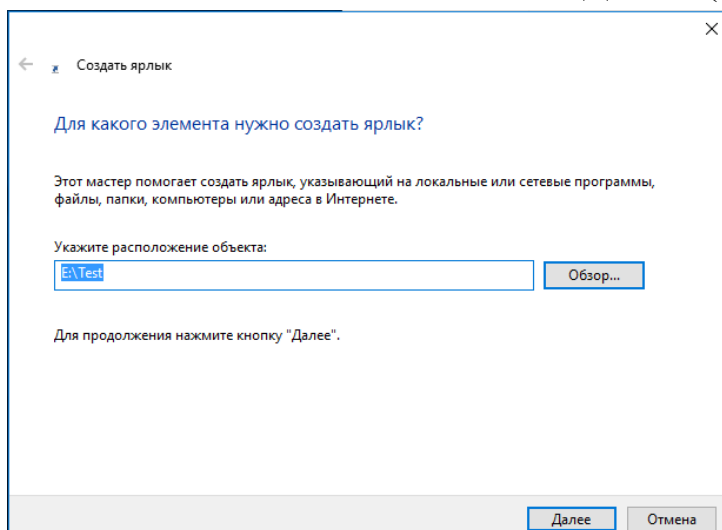 Создать ярлык
Для какого элемента нужно создать ярлык?
Этот мастер помогает создать ярлык, указывающий на локальные или сетевые программы,
файлы, папки, компьютеры или адреса в Интернете.
Укажите расположение объекта:
E:\Test
Обзор...
Для продолжения нажмите кнопку "Далее".
Далее
Отмена